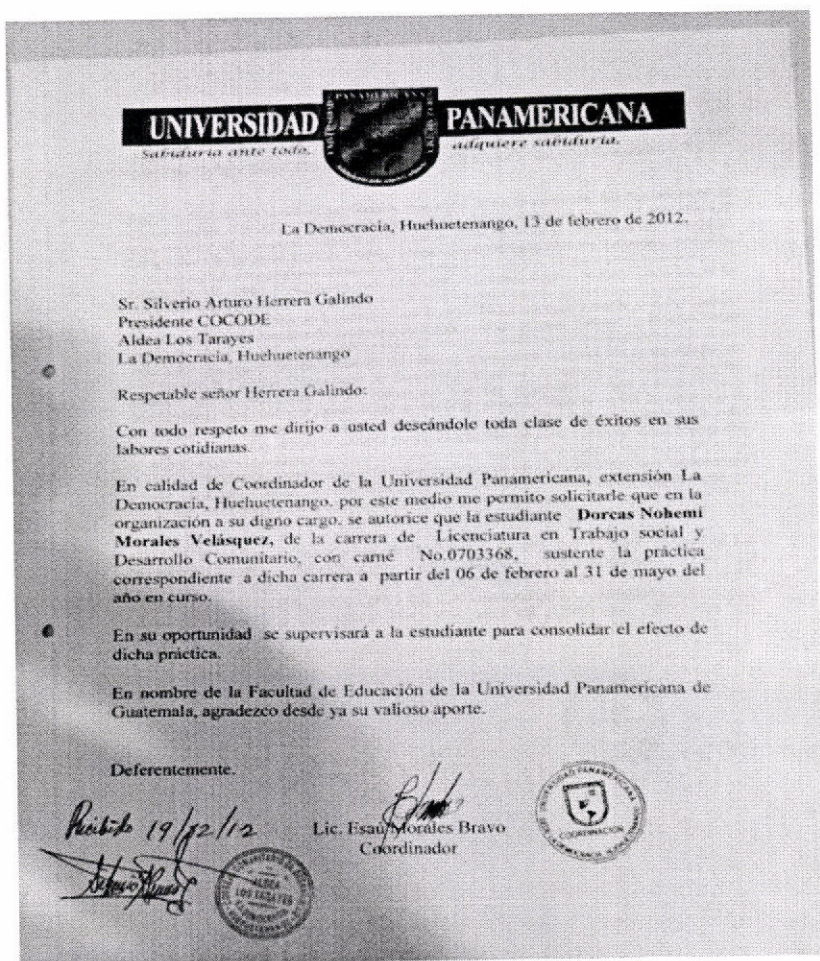 UNIVERSIDAD PANAMERICANA
Sabiduría ante todo, adquiere sabiduría.
La Democracia, Huehuetenango, 13 de febrero de 2012.
Sr. Silverio Arturo Herrera Galindo
Presidente COCODE
Aldea Los Tarayes
La Democracia, Huehuetenango
Respetable señor Herrera Galindo:
Con todo respeto me dirijo a usted deseándole toda clase de éxitos en sus
labores cotidianas.
En calidad de Coordinador de la Universidad Panamericana, extensión La
Democracia, Huehuetenango, por este medio me permito solicitarle que en la
organización a su digno cargo, se autorice que la estudiante Dorcas Nohemi
Morales Velásquez, de la carrera de Licenciatura en Trabajo social y
Desarrollo Comunitario, con carné No.0703368, sustente la práctica
correspondiente a dicha carrera a partir del 06 de febrero al 31 de mayo del
año en curso.
En su oportunidad se supervisará a la estudiante para consolidar el efecto de
dicha práctica.
En nombre de la Facultad de Educación de la Universidad Panamericana de
Guatemala, agradezco desde ya su valioso aporte.
Deferentemente.
Recibido 19/02/12
Lic. Esaú Morales Bravo
Coordinador
UNIVERSIDAD PANAMERICANA
COORDINACION
ALDEA
LOS TARAYES